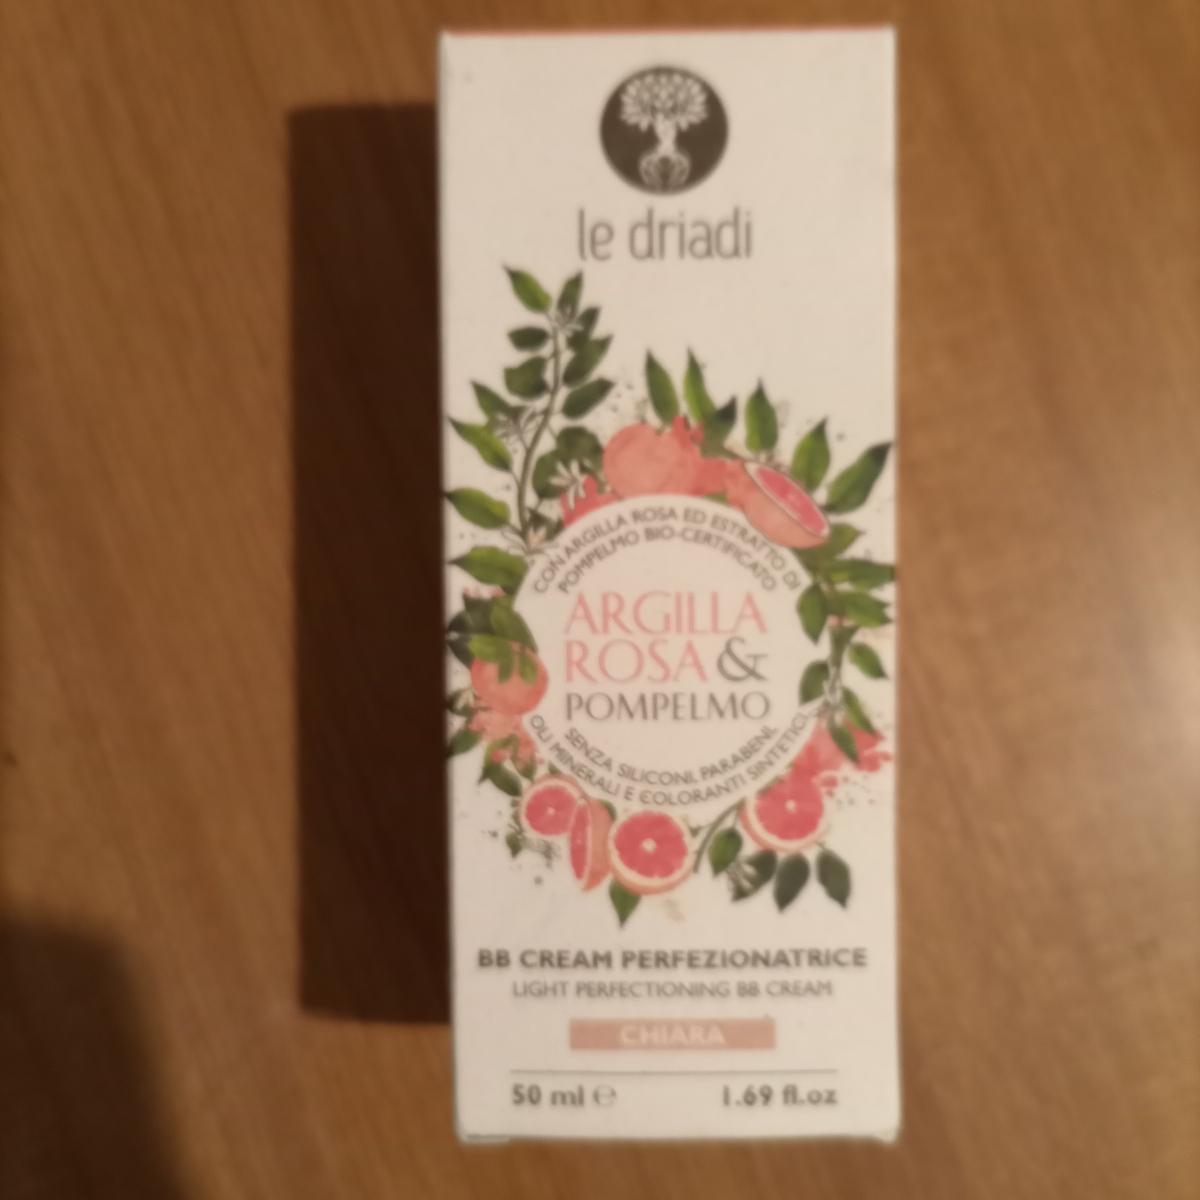 le driadi
CON ARGILLA ROSA ED ESTRATTO DI
POMPELMO BIO-CERTIFICATO
ARGILLA
ROSA &
POMPELMO
SENZA SILICONI, PARABENI,
OLI MINERALI E COLORANTI SINTETICI
BB CREAM PERFEZIONATRICE
LIGHT PERFECTIONING BB CREAM
CHIARA
50 ml ℮ 1.69 fl.oz